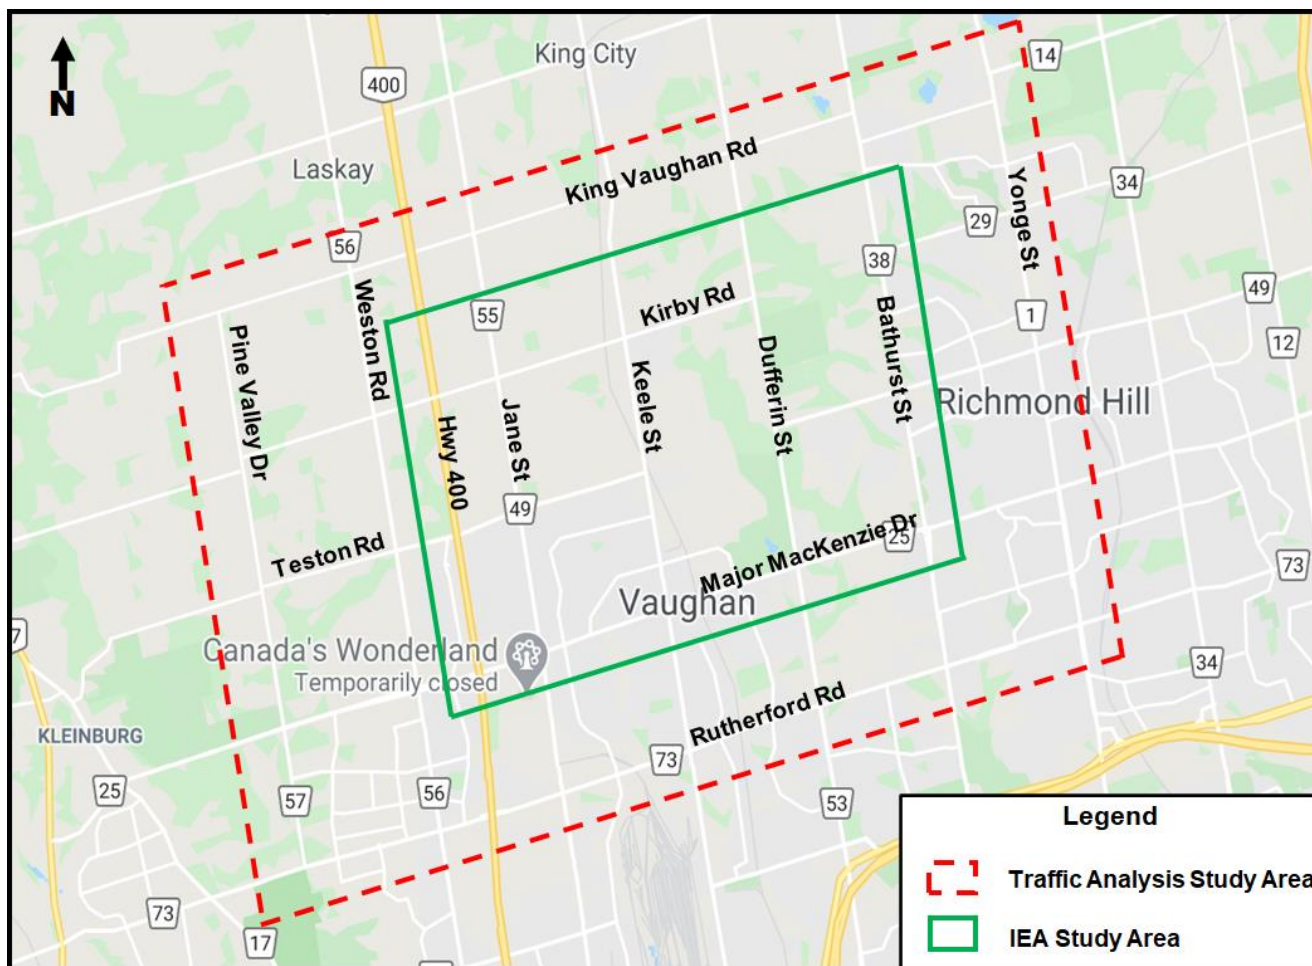 King City
14
400
N
Laskay
King Vaughan Rd
34
Yonge St
29
56
38
49
55
Kirby Rd
1
12
Weston Rd
Bathurst St
Pine Valley Dr
Dufferin St
Keele St
Richmond Hill
Jane St
Hwy 400
49
Teston Rd
25
Major MacKenzie Dr
73
Vaughan
7
Canada's Wonderland
Temporarily closed
34
Rutherford Rd
KLEINBURG
73
25
57
56
53
73
17
Legend
Traffic Analysis Study Area
IEA Study Area